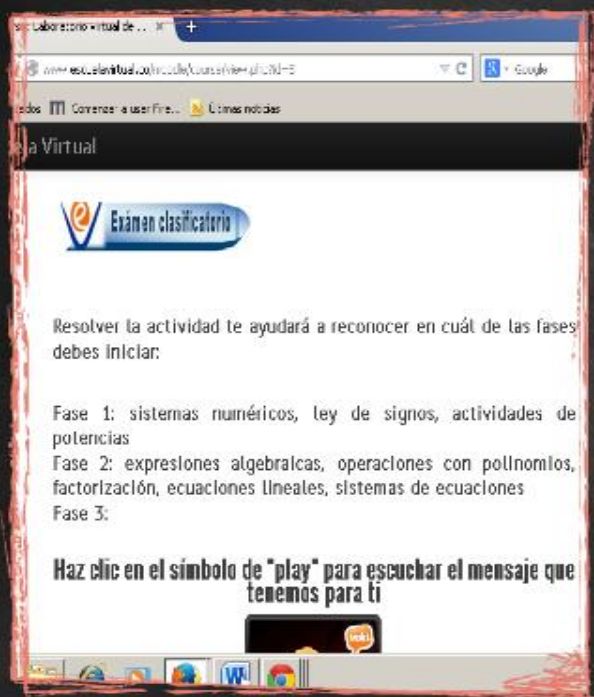 Laboratorio virtual de ...
www.escuelavirtual.co/moodle/course/view.php?id=
Google
Comenzar a usar Fire... Últimas noticias
Virtual
Exámen clasificatorio
Resolver la actividad te ayudará a reconocer en cuál de las fases
debes iniciar:
Fase 1: sistemas numéricos, ley de signos, actividades de
potencias
Fase 2: expresiones algebraicas, operaciones con polinomios,
factorización, ecuaciones lineales, sistemas de ecuaciones
Fase 3:
Haz clic en el símbolo de "play" para escuchar el mensaje que
tenemos para ti
voki